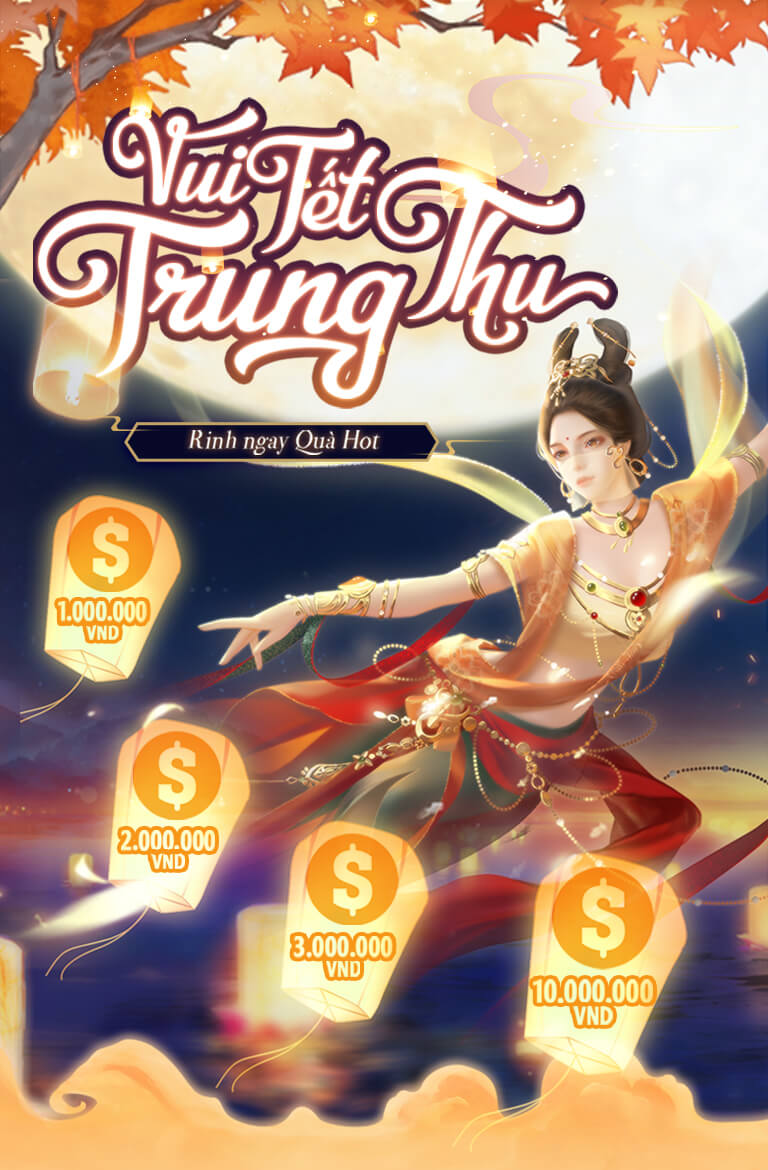 Vui Tết
Trung Thu
Rinh ngay Quà Hot
$
1.000.000
VND
$
2.000.000
VND
$
3.000.000
VND
$
10.000.000
VND